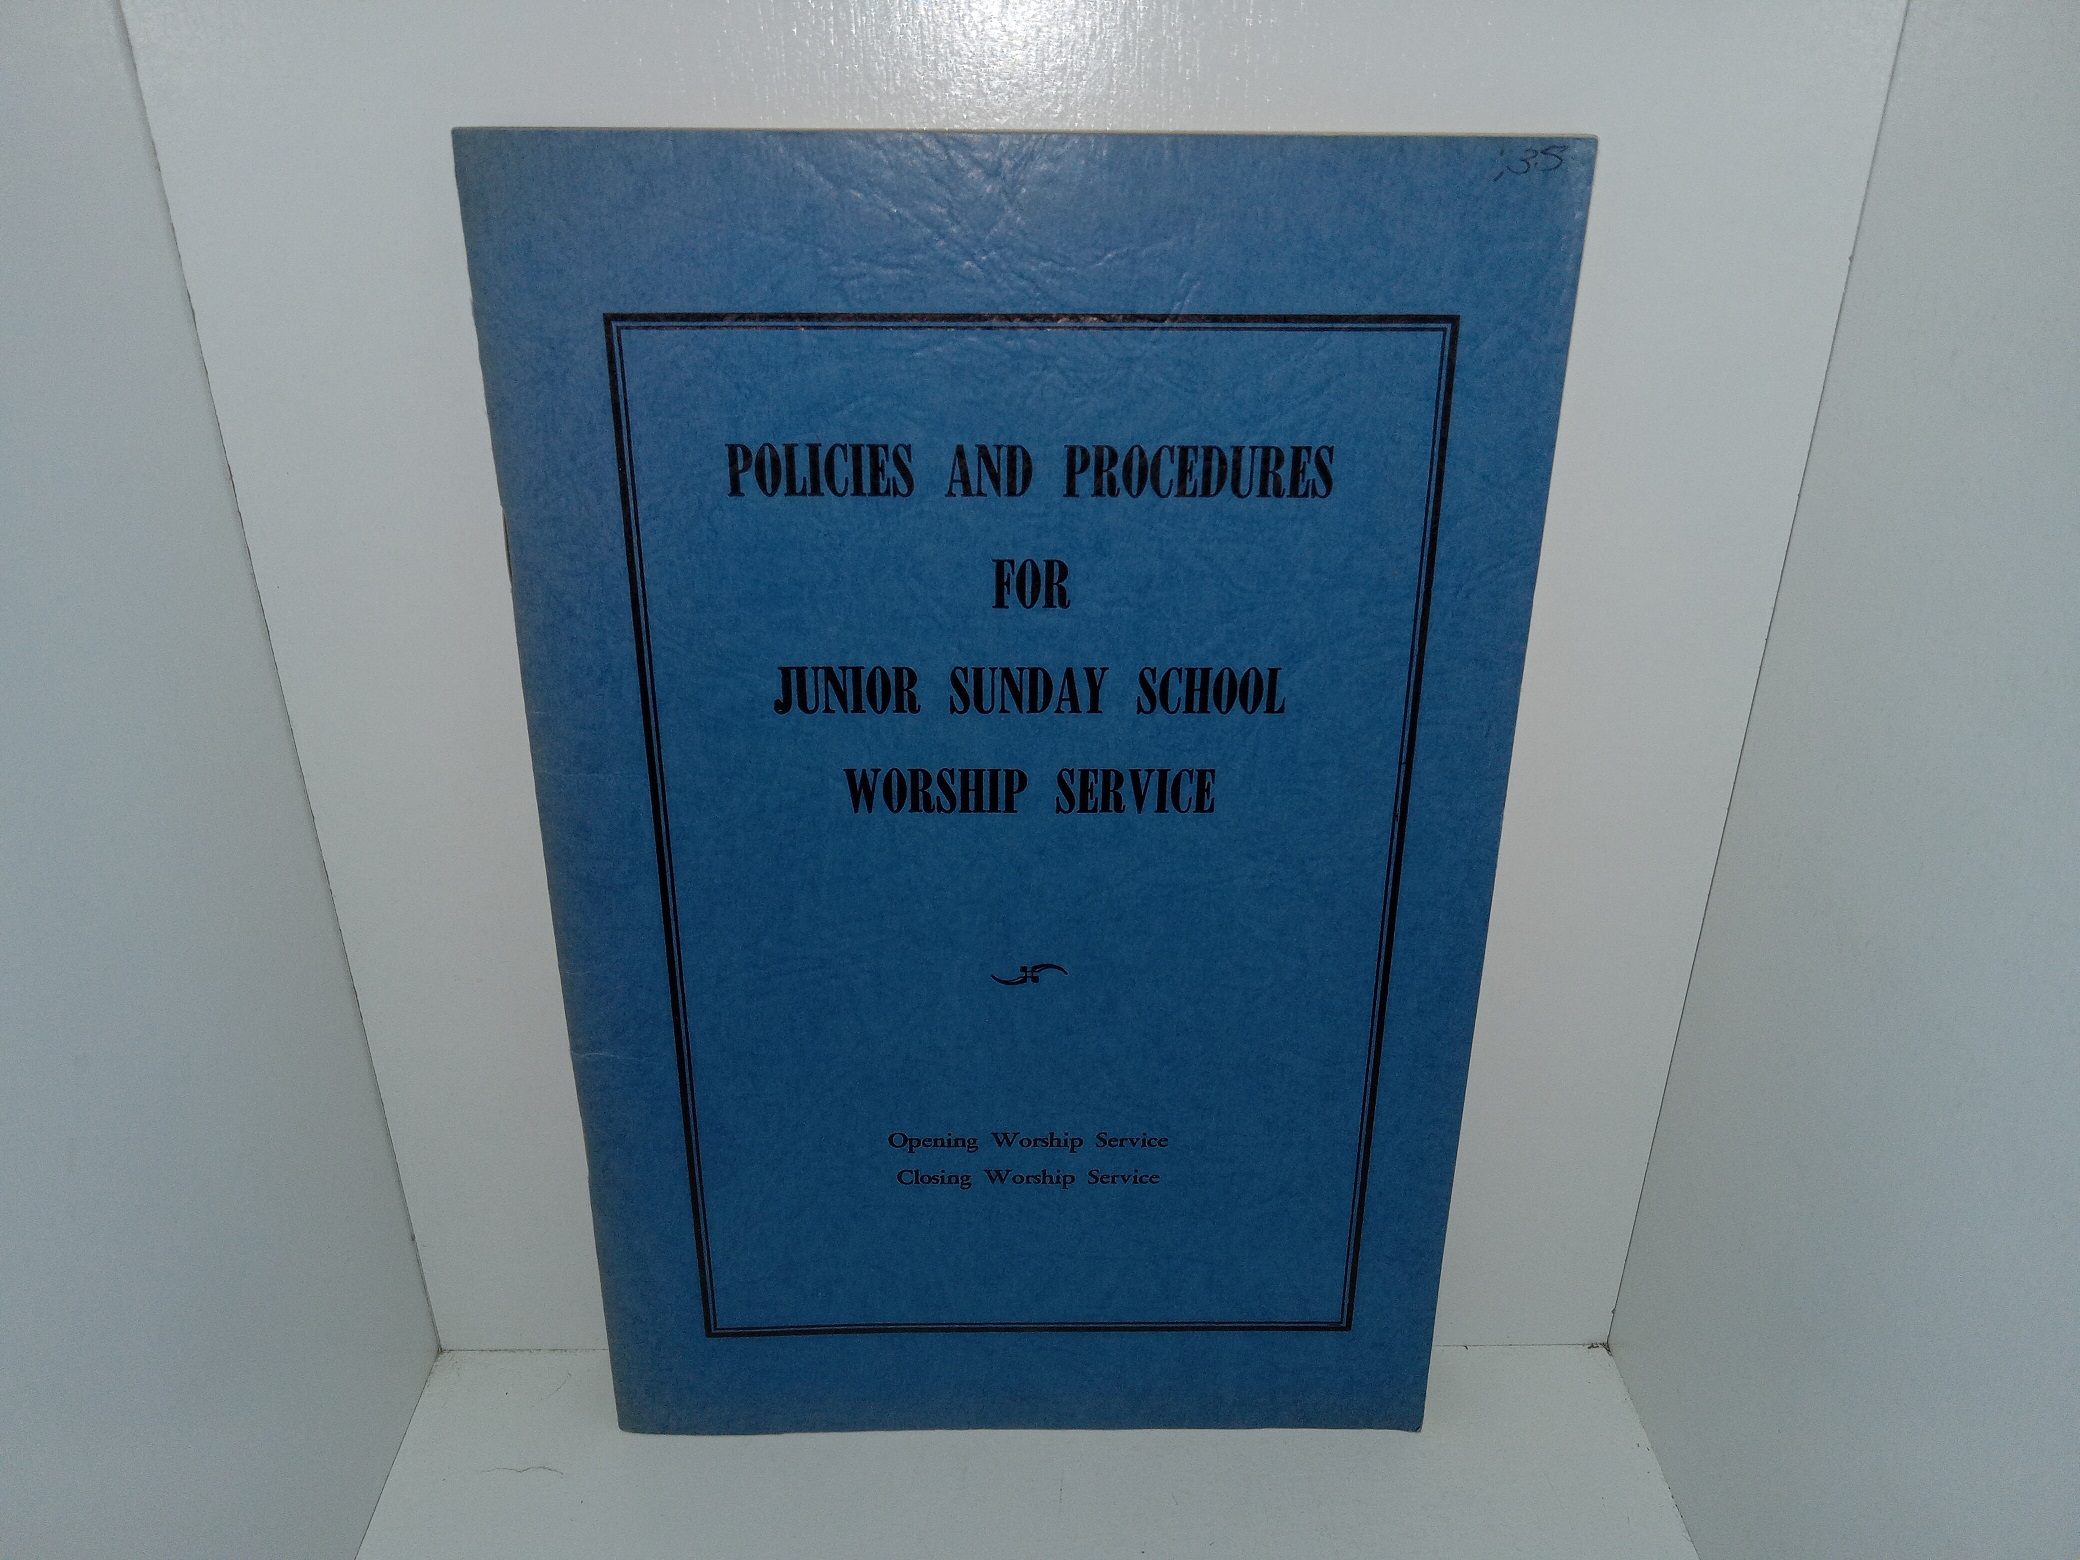 .35
POLICIES AND PROCEDURES
FOR
JUNIOR SUNDAY SCHOOL
WORSHIP SERVICE
Opening Worship Service
Closing Worship Service